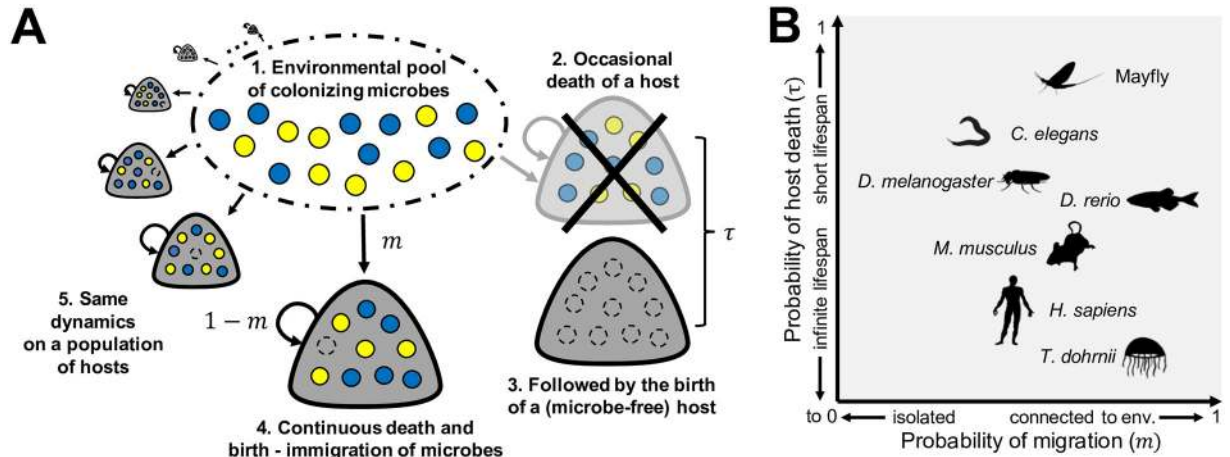 A
1. Environmental pool
of colonizing microbes
2. Occasional
death of a host
τ
m
1 − m
5. Same
dynamics
on a population
of hosts
3. Followed by the birth
of a (microbe-free) host
4. Continuous death and
birth - immigration of microbes
B
Probability of host death (τ)
infinite lifespan
short lifespan
1
Mayfly
C. elegans
D. melanogaster
D. rerio
M. musculus
H. sapiens
T. dohrnii
to 0
isolated
connected to env.
1
Probability of migration (m)